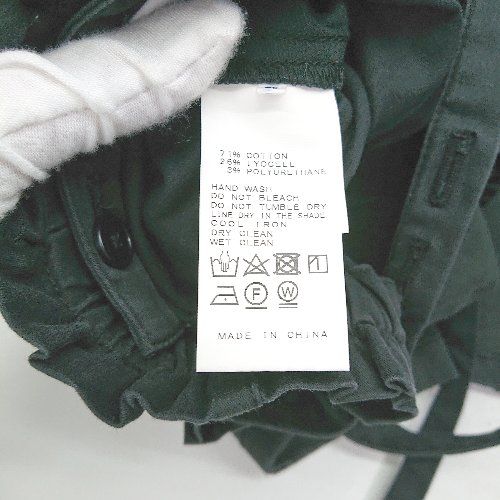 71% COTTON
26% LYOCELL
3% POLYURETHANE
HAND WASH
DO NOT BLEACH
DO NOT TUMBLE DRY
LINE DRY IN THE SHADE
COOL IRON
DRY CLEAN
WET CLEAN
F W
MADE IN CHINA